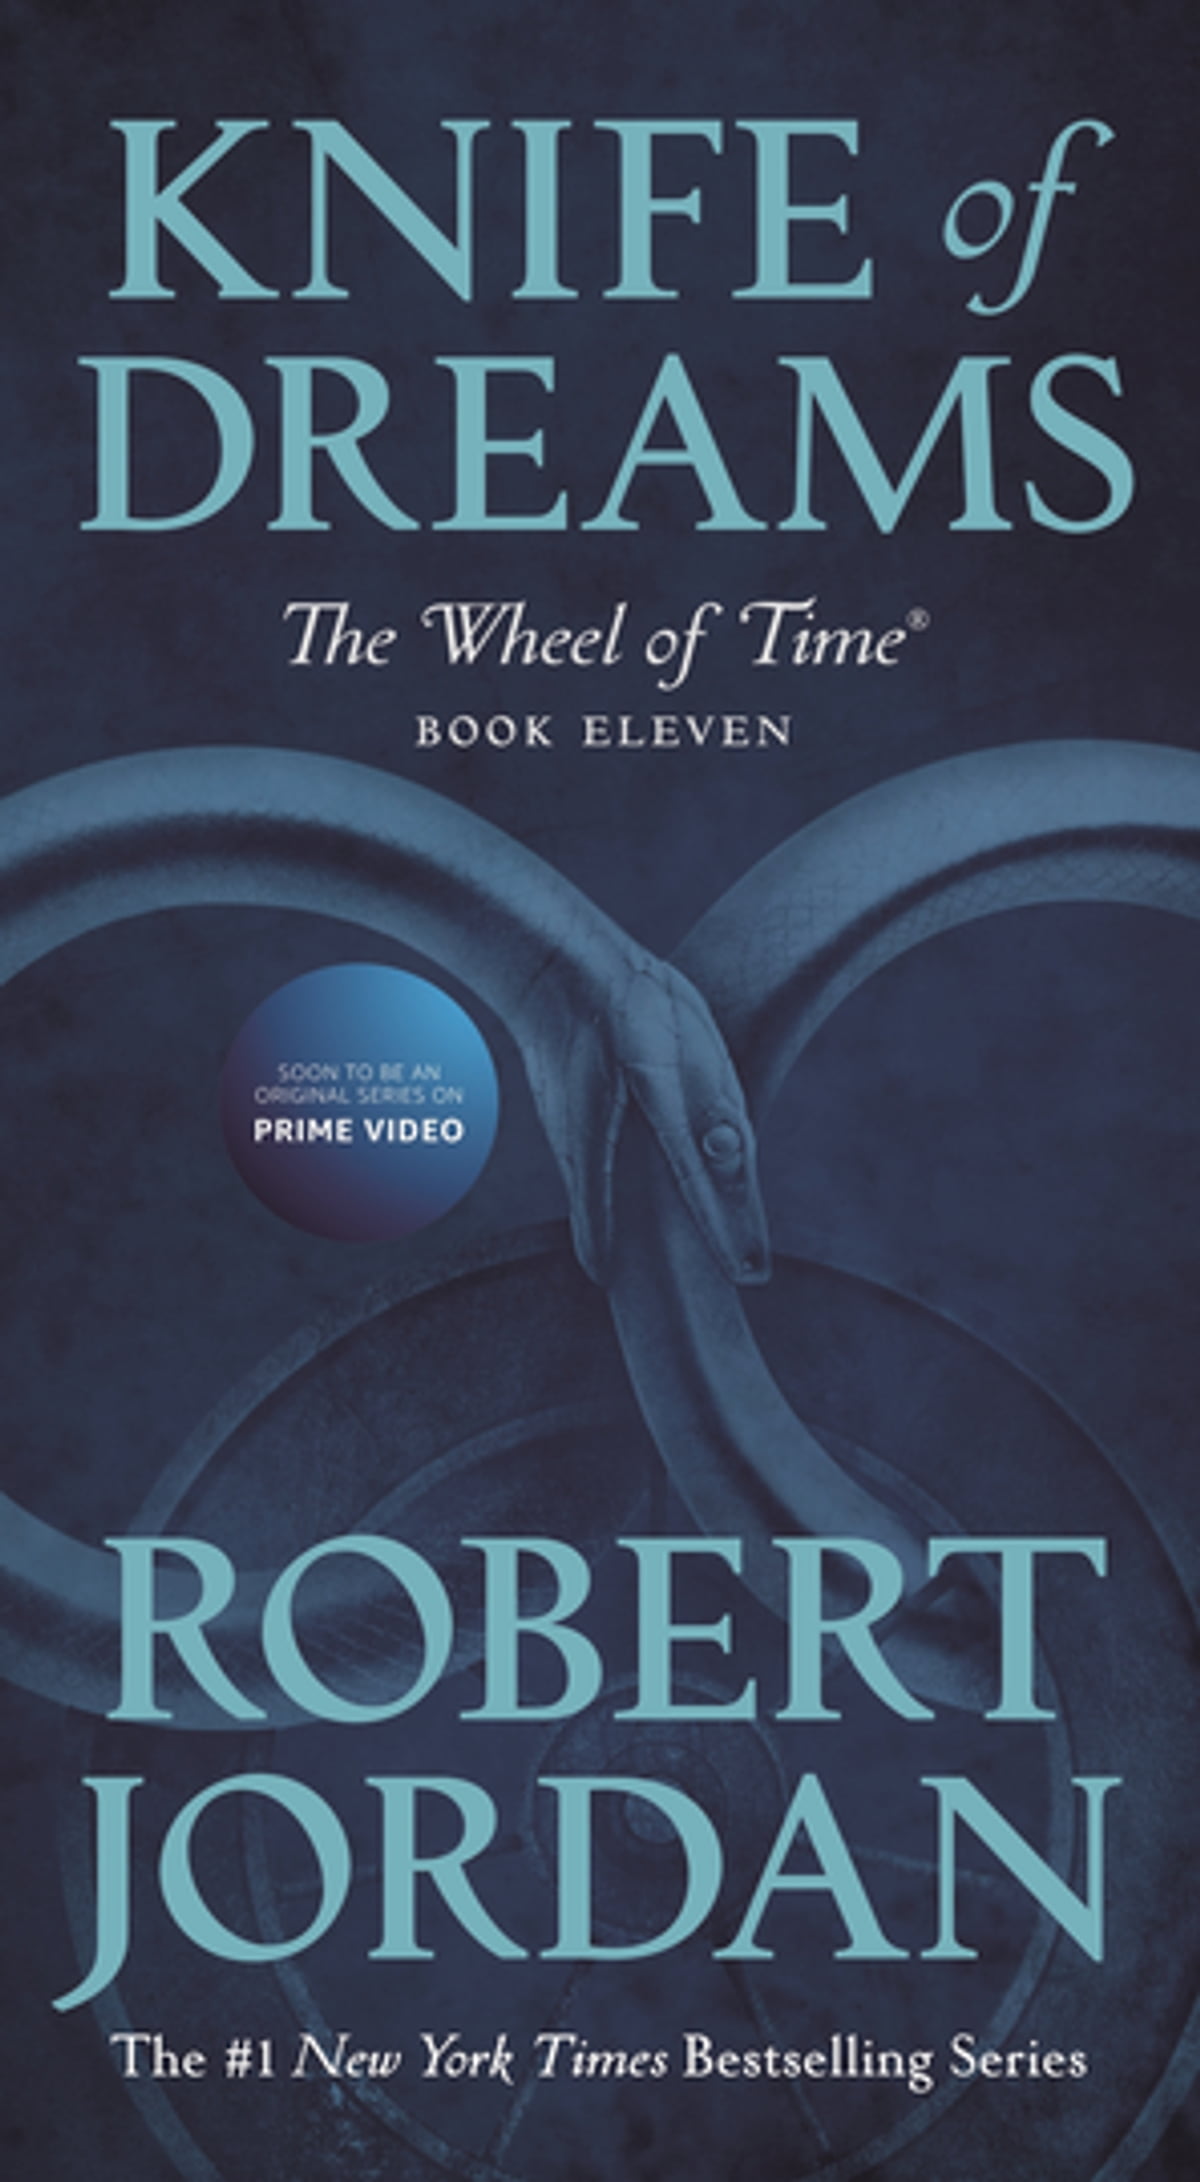 KNIFE of
DREAMS
The Wheel of Time®
BOOK ELEVEN
SOON TO BE AN
ORIGINAL SERIES ON
PRIME VIDEO
ROBERT
JORDAN
The #1 New York Times Bestselling Series